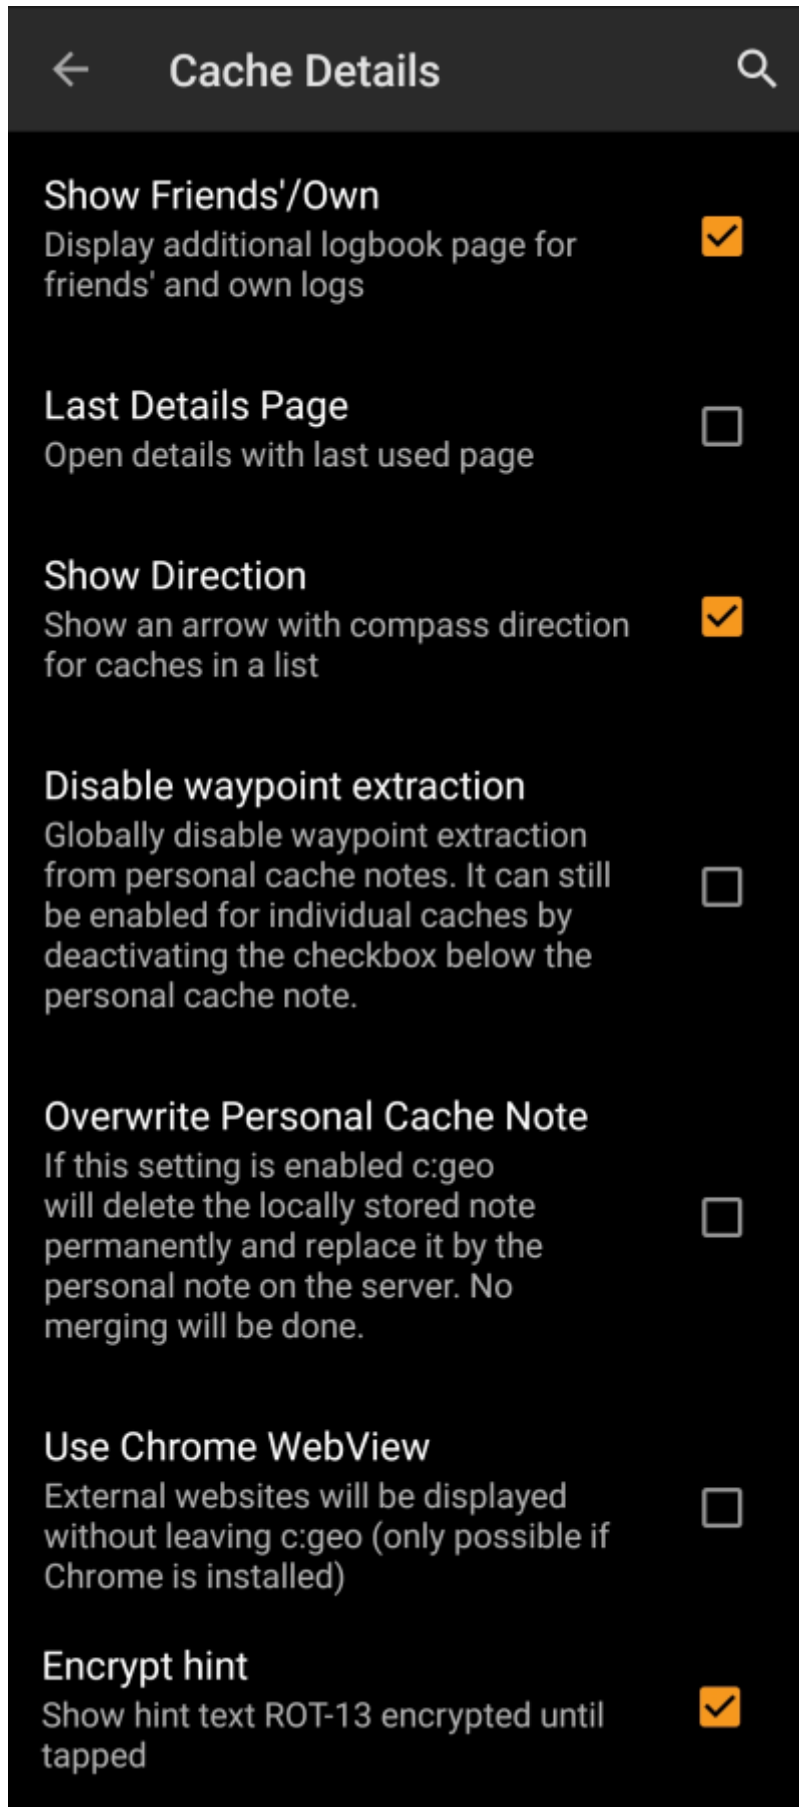 Cache Details
Show Friends'/Own
Display additional logbook page for
friends' and own logs
Last Details Page
Open details with last used page
Show Direction
Show an arrow with compass direction
for caches in a list
Disable waypoint extraction
Globally disable waypoint extraction
from personal cache notes. It can still
be enabled for individual caches by
deactivating the checkbox below the
personal cache note.
Overwrite Personal Cache Note
If this setting is enabled c:geo
will delete the locally stored note
permanently and replace it by the
personal note on the server. No
merging will be done.
Use Chrome WebView
External websites will be displayed
without leaving c:geo (only possible if
Chrome is installed)
Encrypt hint
Show hint text ROT-13 encrypted until
tapped